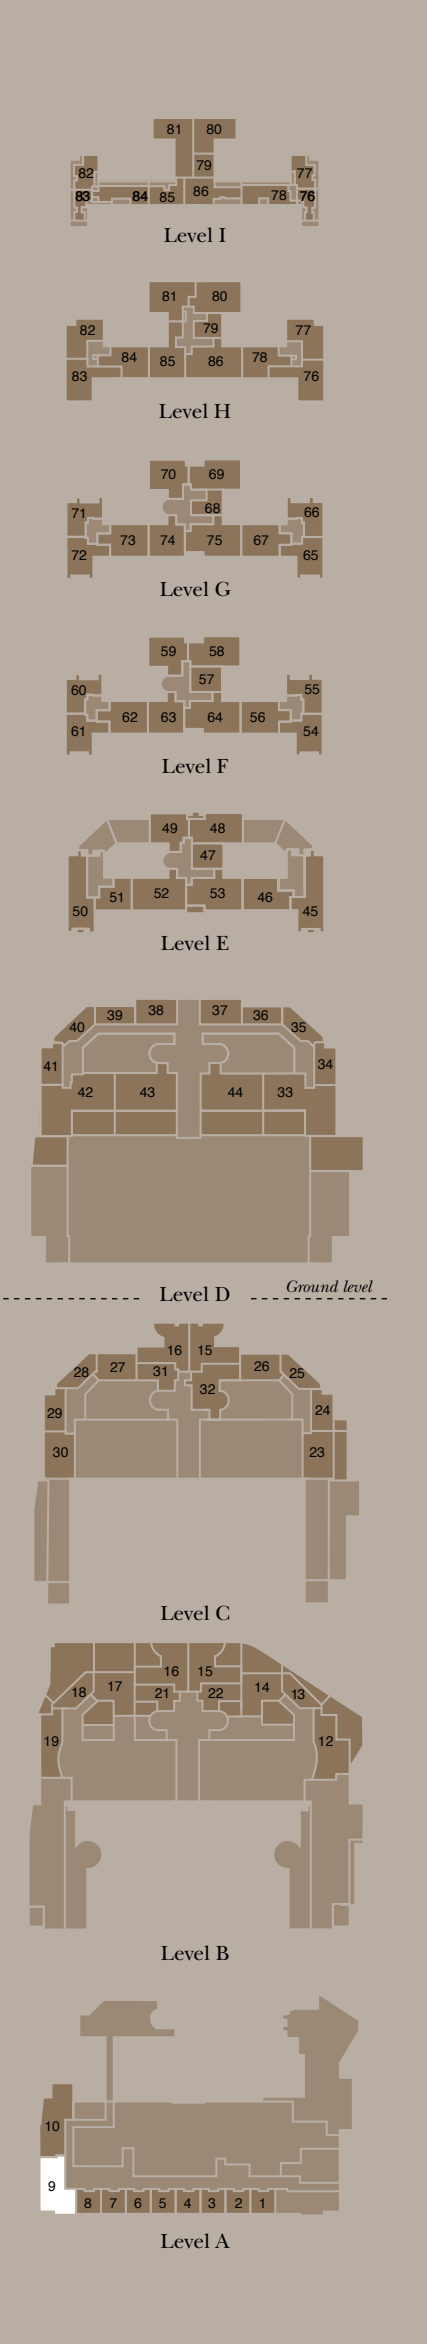 81 80
79
82 77
83 84 85 86 78 76
Level I
81 80
82 79 77
84 85 86 78
83 76
Level H
70 69
71 68 66
73 74 75 67
72 65
Level G
59 58
57
60 55
62 63 64 56
61 54
Level F
49 48
47
51 52 53 46
50 45
Level E
39 38 37 36
40 35
41 34
42 43 44 33
Level D
Ground level
16 15
28 27 31 26 25
32
29 24
30 23
Level C
16 15
18 17 21 22 14 13
19 12
Level B
10
9
8 7 6 5 4 3 2 1
Level A